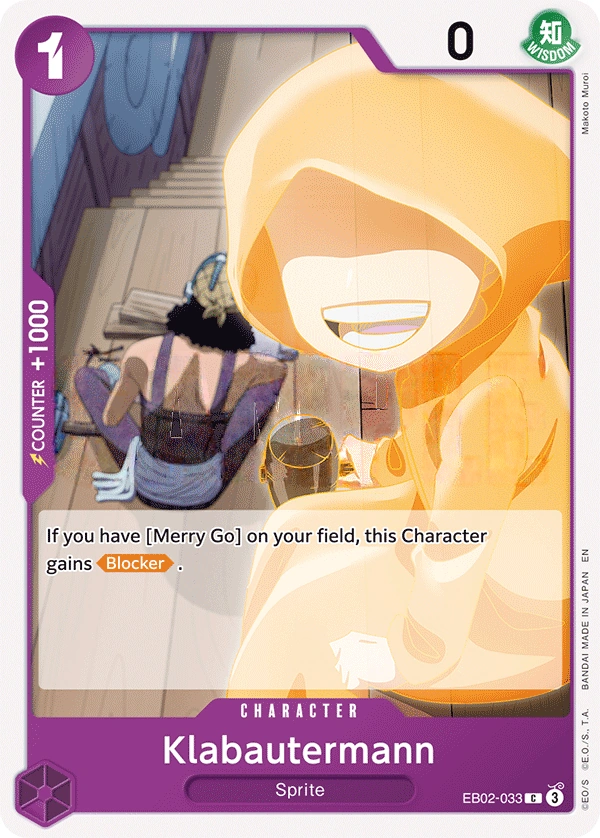 1
0
知
WISDOM
Makoto Muroi
COUNTER +1000
If you have [Merry Go] on your field, this Character
gains Blocker .
CHARACTER
Klabautermann
Sprite
EB02-033 C 3
©EO/S ©E.O./S., T.A. BANDAI MADE IN JAPAN EN